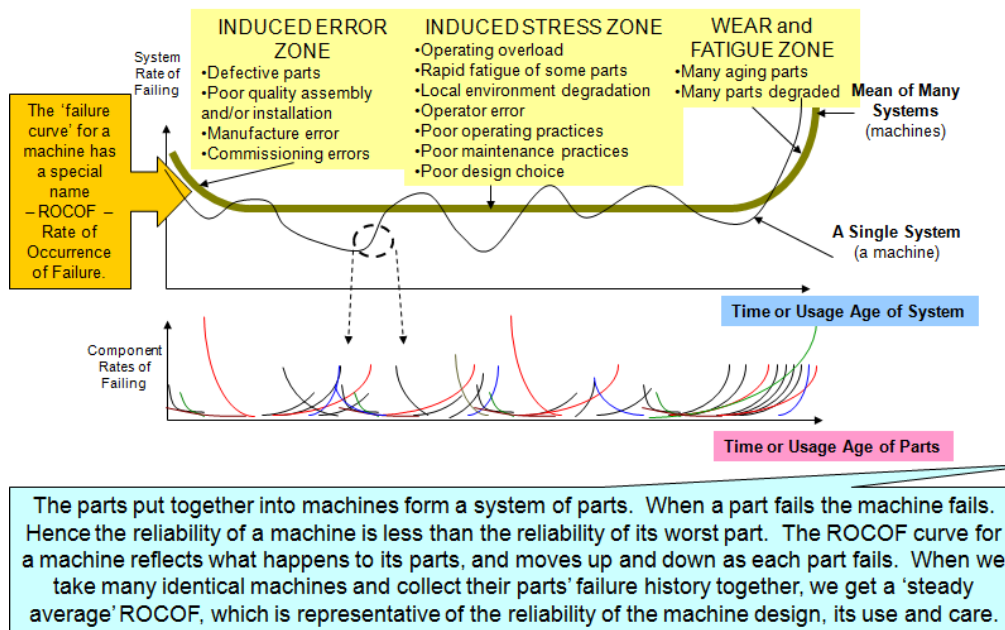 INDUCED ERROR
ZONE
•Defective parts
•Poor quality assembly
and/or installation
•Manufacture error
•Commissioning errors
INDUCED STRESS ZONE
•Operating overload
•Rapid fatigue of some parts
•Local environment degradation
•Operator error
•Poor operating practices
•Poor maintenance practices
•Poor design choice
WEAR and
FATIGUE ZONE
•Many aging parts
•Many parts degraded
System
Rate of
Failing
Mean of Many
Systems
(machines)
The ‘failure
curve’ for a
machine has
a special
name
– ROCOF –
Rate of
Occurrence
of Failure.
A Single System
(a machine)
Time or Usage Age of System
Component
Rates of
Failing
Time or Usage Age of Parts
The parts put together into machines form a system of parts. When a part fails the machine fails.
Hence the reliability of a machine is less than the reliability of its worst part. The ROCOF curve for
a machine reflects what happens to its parts, and moves up and down as each part fails. When we
take many identical machines and collect their parts’ failure history together, we get a ‘steady
average’ ROCOF, which is representative of the reliability of the machine design, its use and care.